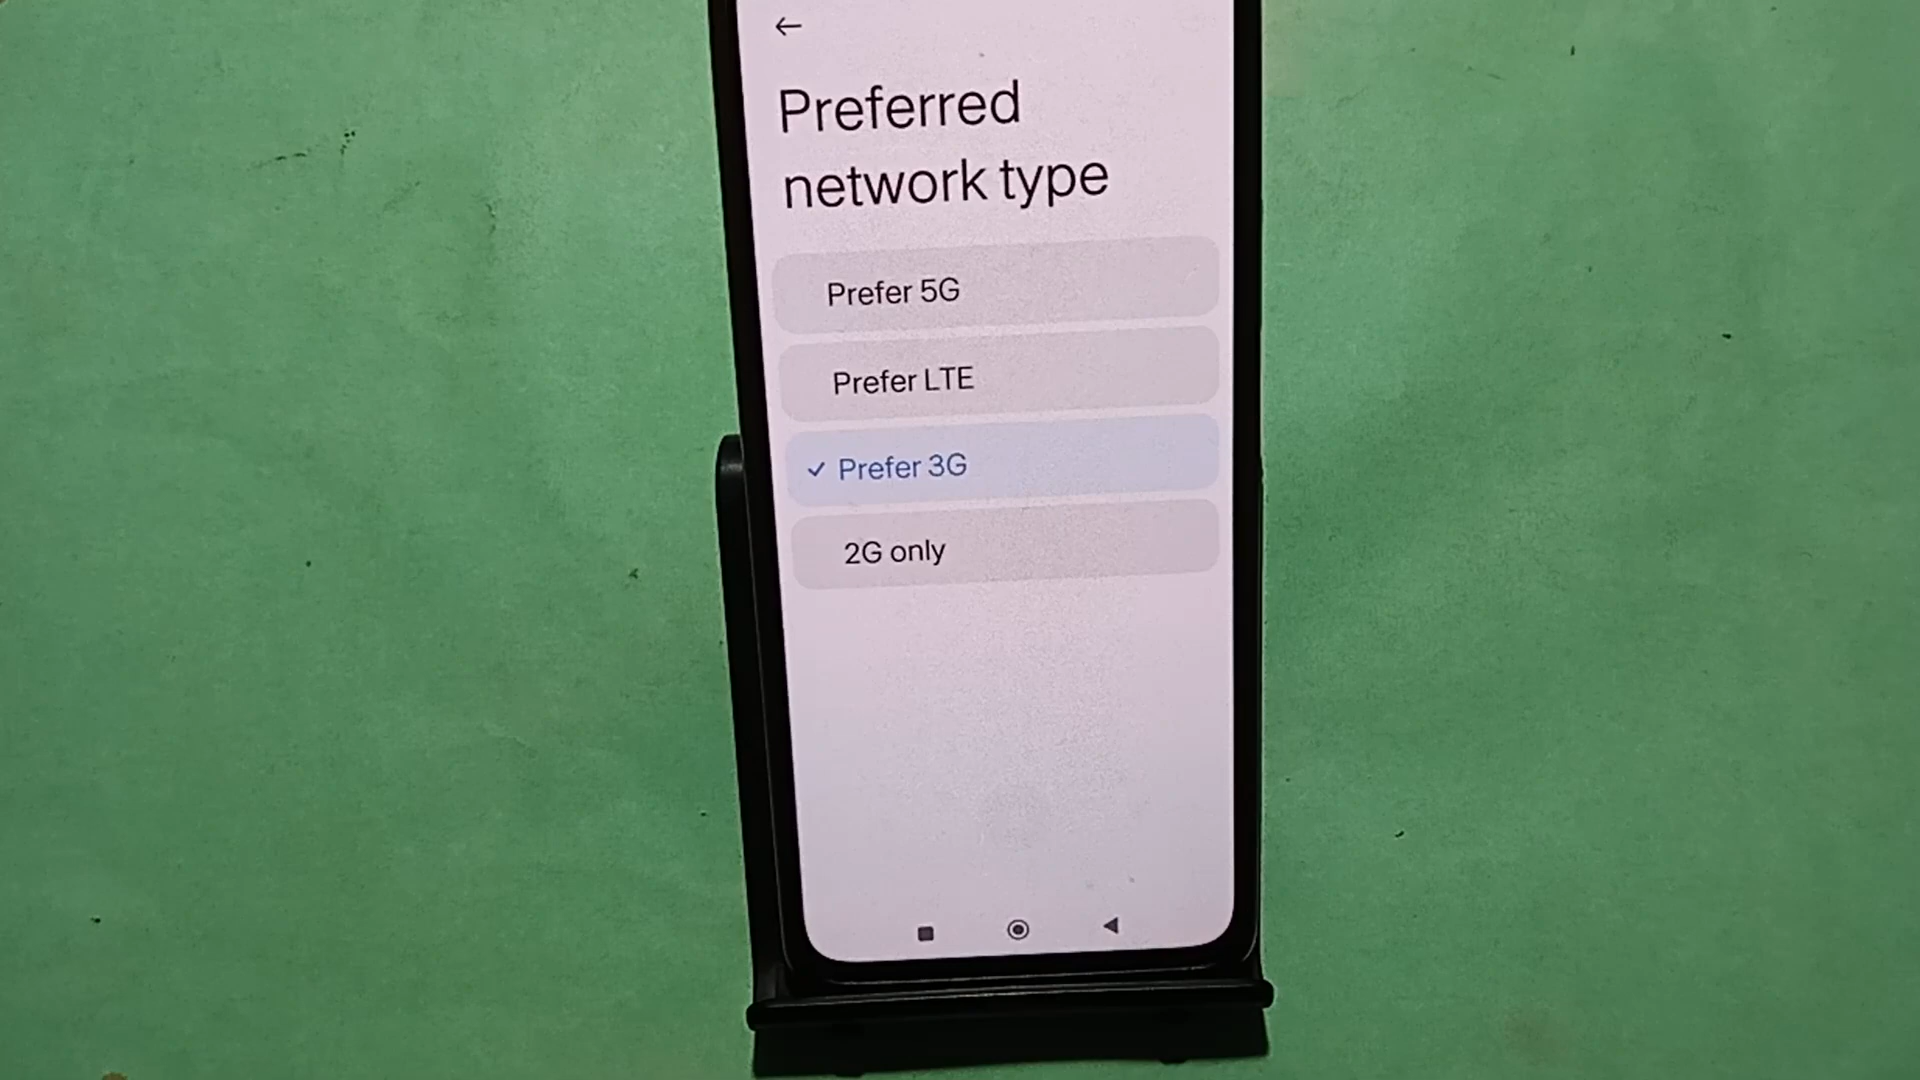 Preferred
network type
Prefer 5G
Prefer LTE
Prefer 3G
2G only